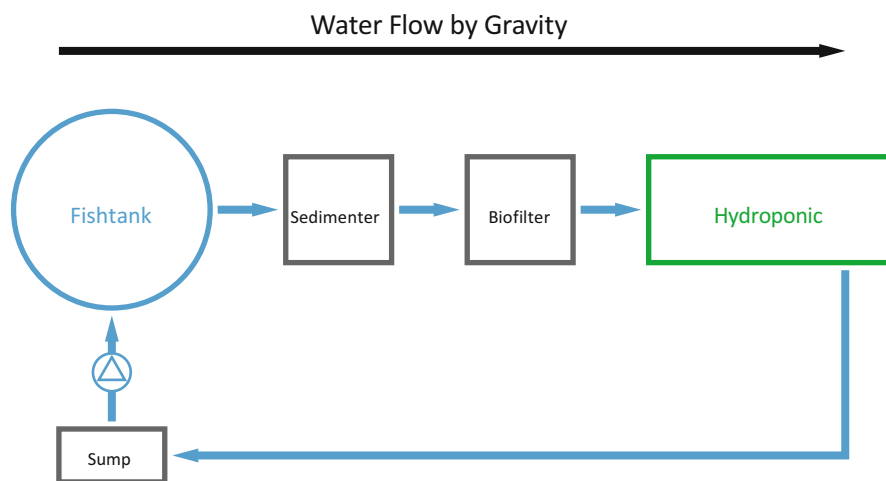 Water Flow by Gravity
Fishtank
Sedimenter
Biofilter
Hydroponic
Sump